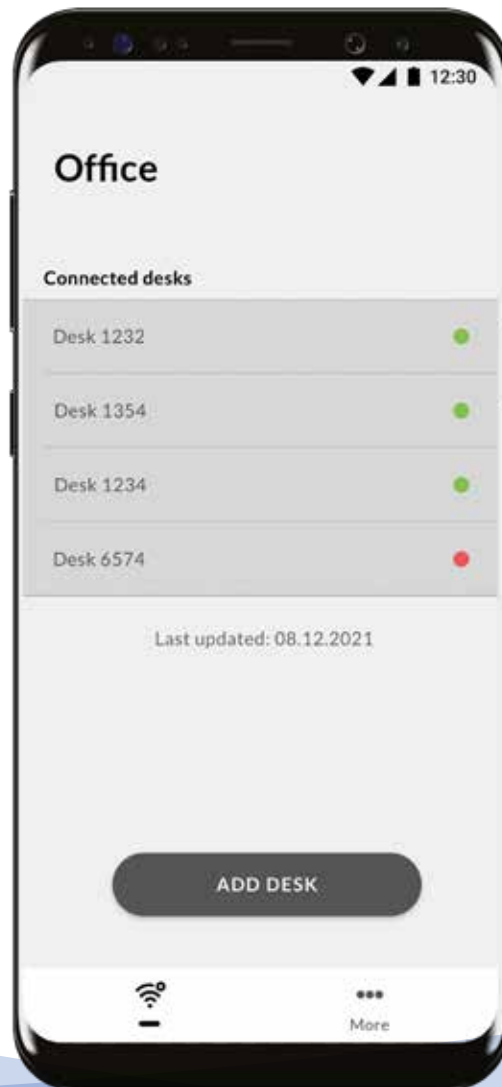 12:30
Office
Connected desks
Desk 1232
Desk 1354
Desk 1234
Desk 6574
Last updated: 08.12.2021
ADD DESK
More